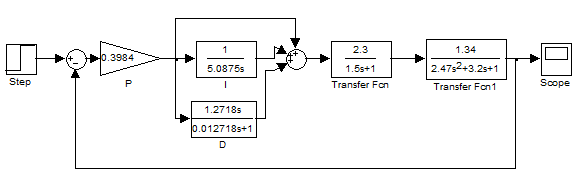 0.3984
1
5.0875s
2.3
1.5s+1
1.34
2.47s²+3.2s+1
Step
P
I
Transfer Fcn
Transfer Fcn1
Scope
1.2718s
0.012718s+1
D